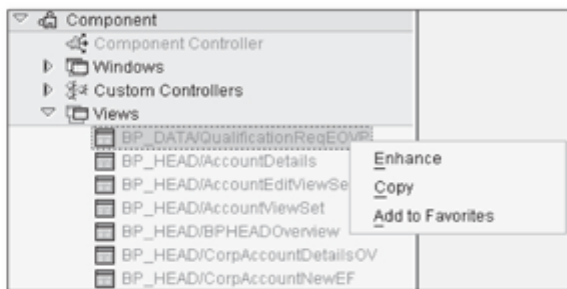 Component
Component Controller
Windows
Custom Controllers
Views
BP_DATA/QualificationReqEOVP
BP_HEAD/AccountDetails
Enhance
BP_HEAD/AccountEditViewSe
Copy
BP_HEAD/AccountViewSet
Add to Favorites
BP_HEAD/BPHEADOverview
BP_HEAD/CorpAccountDetailsOV
BP_HEAD/CorpAccountNewEF